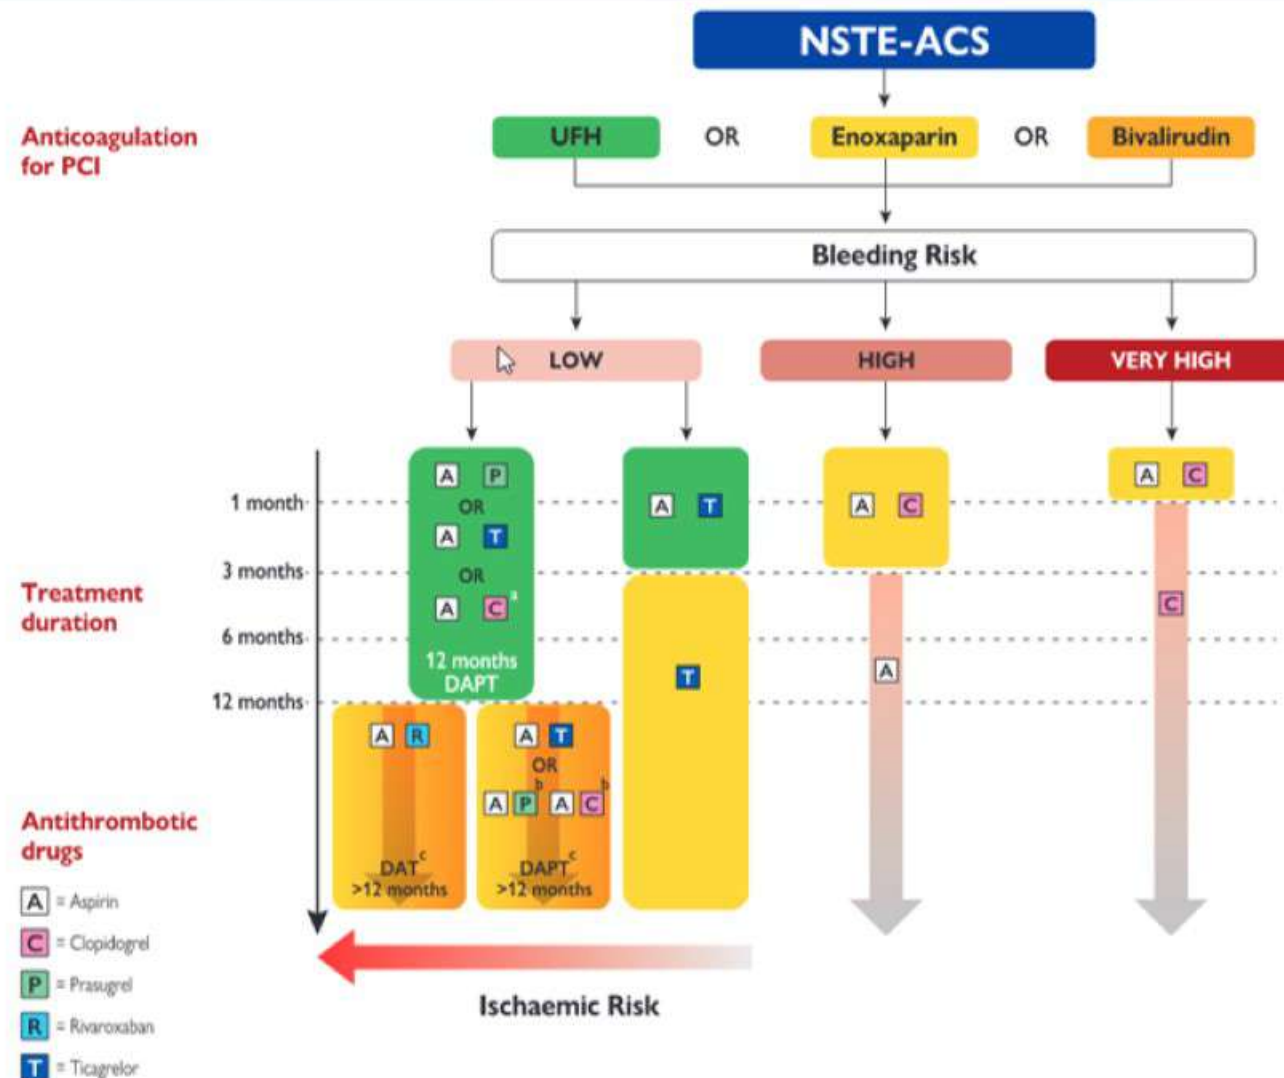 NSTE-ACS
Anticoagulation
for PCI
UFH OR Enoxaparin OR Bivalirudin
Bleeding Risk
LOW HIGH VERY HIGH
A P
OR
A T
OR
A C a
12 months
DAPT
A T
T
A C
A
A C
C
1 month
3 months
6 months
12 months
Treatment
duration
A R
DAT c
>12 months
A T
OR
A P b A C b
DAPT c
>12 months
Antithrombotic
drugs
A = Aspirin
C = Clopidogrel
P = Prasugrel
R = Rivaroxaban
T = Ticagrelor
Ischaemic Risk